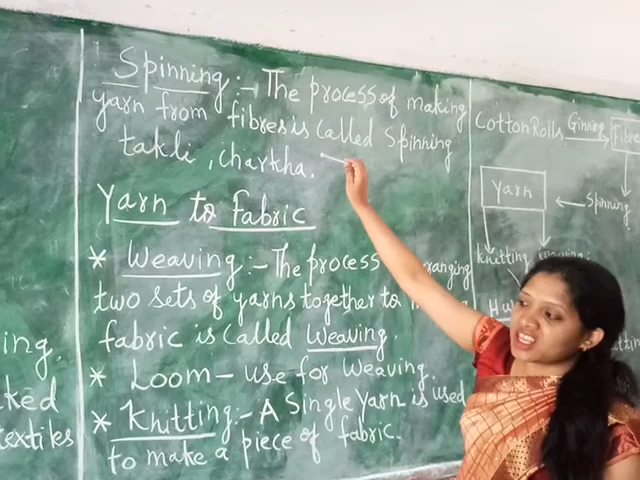 Spinning :- The process of making
yarn from fibres is called Spinning
takli, charkha.
Yarn to fabric
* Weaving :- The process ranging
two sets of yarns together to
fabric is called Weaving.
* Loom - use for weaving.
* Knitting :- A Single yarn is used
to make a piece of fabric.
ing.
ked
textiles
Cotton Rolls Ginning Fibre
Yarn Spinning
Knitting weaving